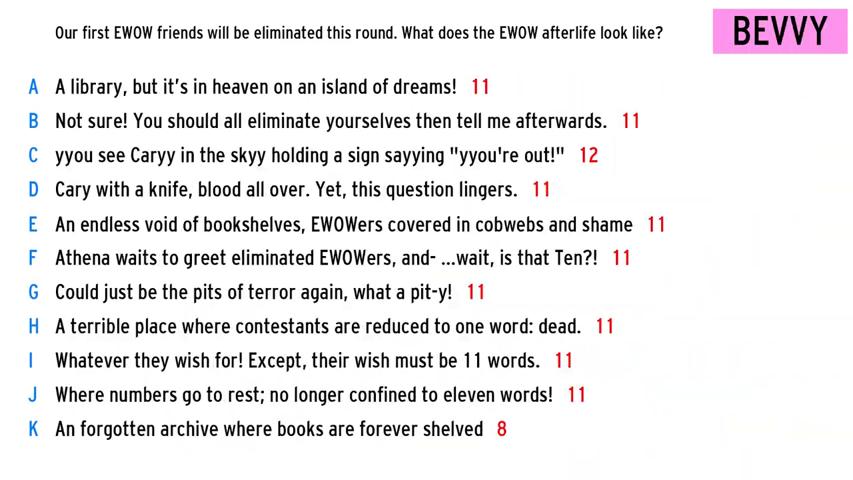 Our first EWOW friends will be eliminated this round. What does the EWOW afterlife look like?
BEVVY
A A library, but it's in heaven on an island of dreams! 11
B Not sure! You should all eliminate yourselves then tell me afterwards. 11
C yyou see Caryy in the skyy holding a sign sayying "yyou're out!" 12
D Cary with a knife, blood all over. Yet, this question lingers. 11
E An endless void of bookshelves, EWOWers covered in cobwebs and shame 11
F Athena waits to greet eliminated EWOWers, and- ...wait, is that Ten?! 11
G Could just be the pits of terror again, what a pit-y! 11
H A terrible place where contestants are reduced to one word: dead. 11
I Whatever they wish for! Except, their wish must be 11 words. 11
J Where numbers go to rest; no longer confined to eleven words! 11
K An forgotten archive where books are forever shelved 8